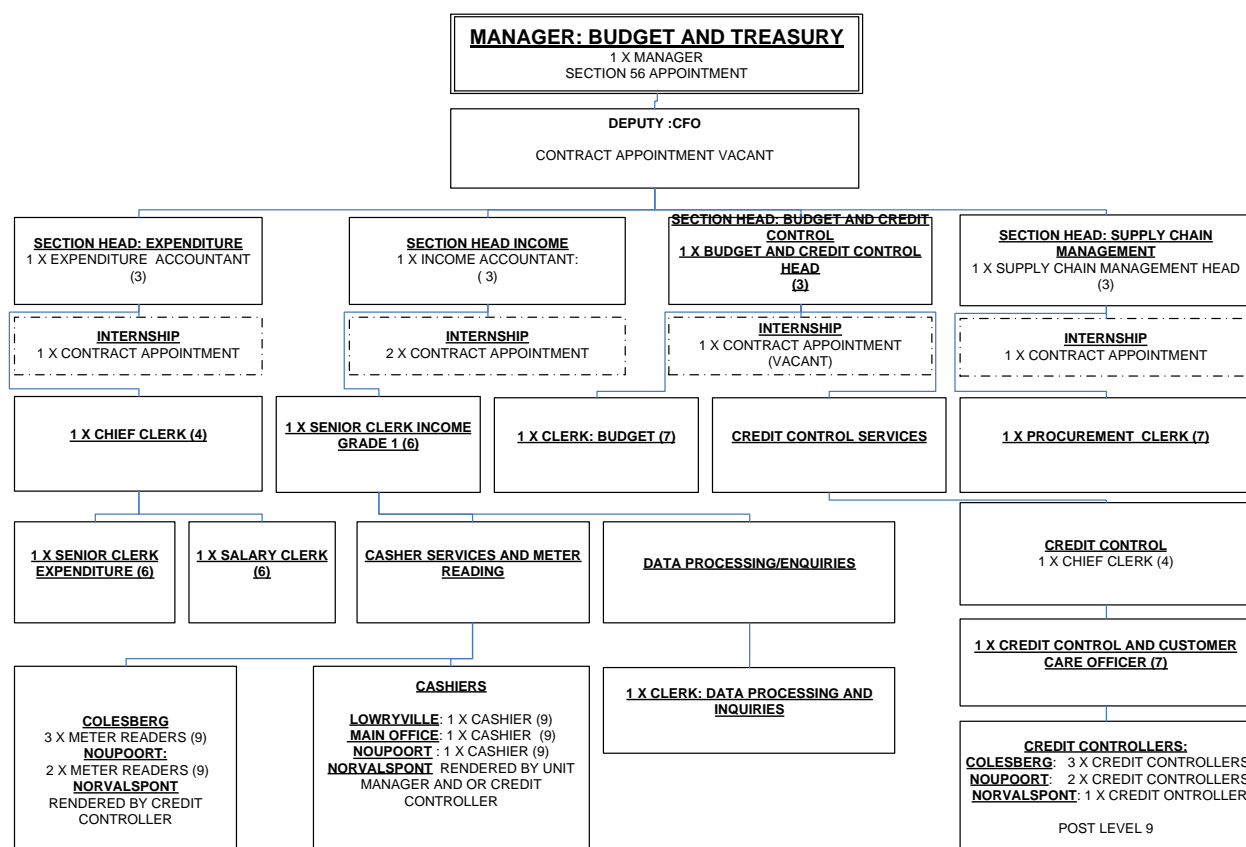 MANAGER: BUDGET AND TREASURY
1 X MANAGER
SECTION 56 APPOINTMENT
DEPUTY :CFO
CONTRACT APPOINTMENT VACANT
SECTION HEAD: EXPENDITURE
1 X EXPENDITURE ACCOUNTANT
(3)
SECTION HEAD INCOME
1 X INCOME ACCOUNTANT:
( 3)
SECTION HEAD: BUDGET AND CREDIT
CONTROL
1 X BUDGET AND CREDIT CONTROL
HEAD
(3)
SECTION HEAD: SUPPLY CHAIN
MANAGEMENT
1 X SUPPLY CHAIN MANAGEMENT HEAD
(3)
INTERNSHIP
1 X CONTRACT APPOINTMENT
INTERNSHIP
2 X CONTRACT APPOINTMENT
INTERNSHIP
1 X CONTRACT APPOINTMENT
(VACANT)
INTERNSHIP
1 X CONTRACT APPOINTMENT
1 X CHIEF CLERK (4)
1 X SENIOR CLERK INCOME
GRADE 1 (6)
1 X CLERK: BUDGET (7)
CREDIT CONTROL SERVICES
1 X PROCUREMENT CLERK (7)
1 X SENIOR CLERK
EXPENDITURE (6)
1 X SALARY CLERK
(6)
CASHER SERVICES AND METER
READING
DATA PROCESSING/ENQUIRIES
CREDIT CONTROL
1 X CHIEF CLERK (4)
1 X CREDIT CONTROL AND CUSTOMER
CARE OFFICER (7)
COLESBERG
3 X METER READERS (9)
NOUPOORT:
2 X METER READERS (9)
NORVALSPONT
RENDERED BY CREDIT
CONTROLLER
CASHIERS
LOWRYVILLE: 1 X CASHIER (9)
MAIN OFFICE: 1 X CASHIER (9)
NOUPOORT : 1 X CASHIER (9)
NORVALSPONT RENDERED BY UNIT
MANAGER AND OR CREDIT
CONTROLLER
1 X CLERK: DATA PROCESSING AND
INQUIRIES
CREDIT CONTROLLERS:
COLESBERG: 3 X CREDIT CONTROLLERS
NOUPOORT: 2 X CREDIT CONTROLLERS
NORVALSPONT: 1 X CREDIT ONTROLLER
POST LEVEL 9